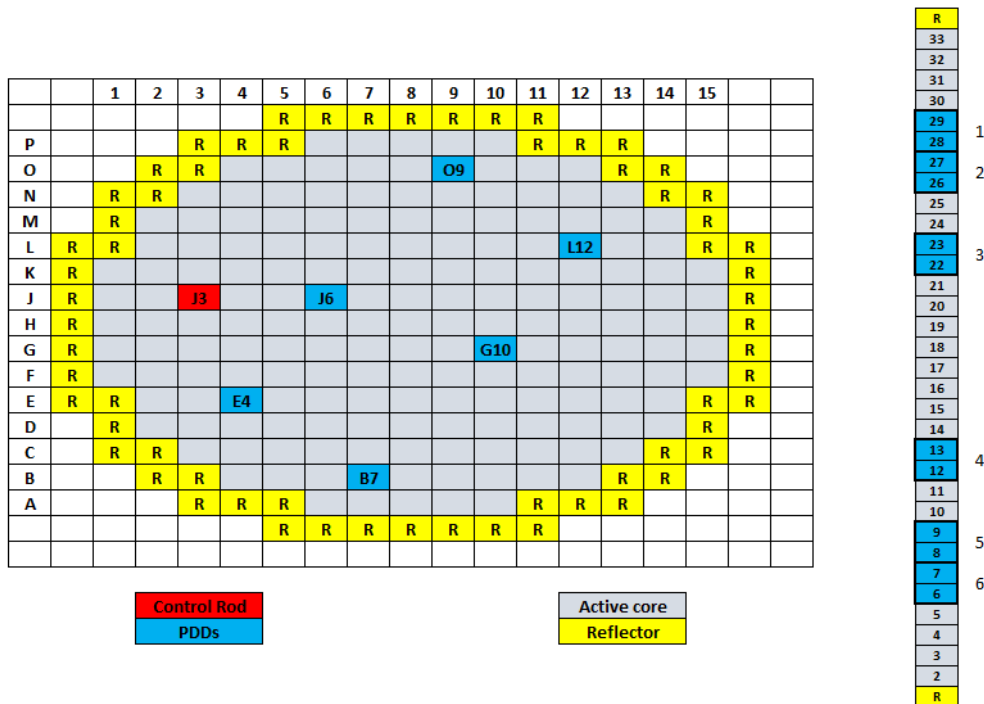 1 2 3 4 5 6 7 8 9 10 11 12 13 14 15
R R R R R R R
P R R R R R R
O R R O9 R R
N R R R R
M R R
L R R L12 R R
K R R
J R J3 J6 R
H R R
G R G10 R
F R R
E R R E4 R R
D R R
C R R R R
B R R B7 R R
A R R R R R R
R R R R R R R
Control Rod
PDDs
Active core
Reflector
R
33
32
31
30
29
28
1
27
26
2
25
24
23
22
3
21
20
19
18
17
16
15
14
13
12
4
11
10
9
8
5
7
6
6
5
4
3
2
R